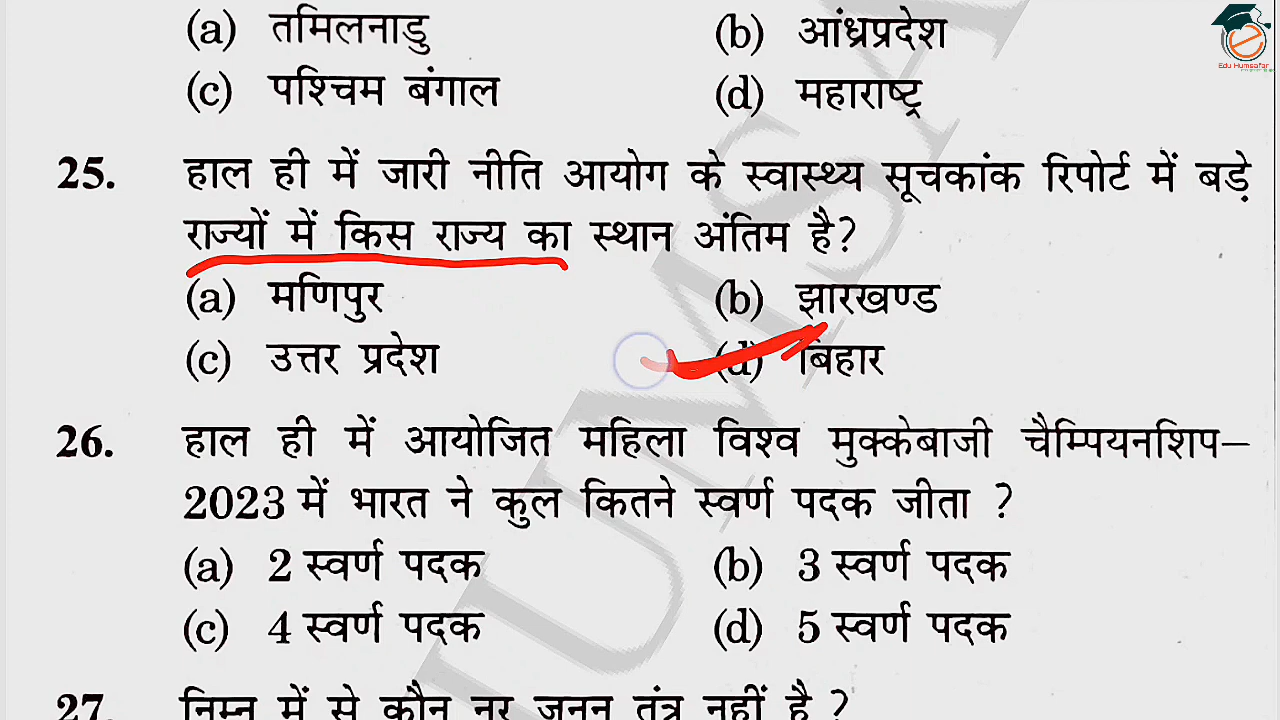 (a) तमिलनाडु (b) आंध्रप्रदेश
(c) पश्चिम बंगाल (d) महाराष्ट्र
25. हाल ही में जारी नीति आयोग के स्वास्थ्य सूचकांक रिपोर्ट में बड़े
राज्यों में किस राज्य का स्थान अंतिम है?
(a) मणिपुर (b) झारखण्ड
(c) उत्तर प्रदेश (d) बिहार
26. हाल ही में आयोजित महिला विश्व मुक्केबाजी चैम्पियनशिप–
2023 में भारत ने कुल कितने स्वर्ण पदक जीता ?
(a) 2 स्वर्ण पदक (b) 3 स्वर्ण पदक
(c) 4 स्वर्ण पदक (d) 5 स्वर्ण पदक
27. निम्न में से कौन नर जनन तंत्र नहीं है ?
Edu Humsafar